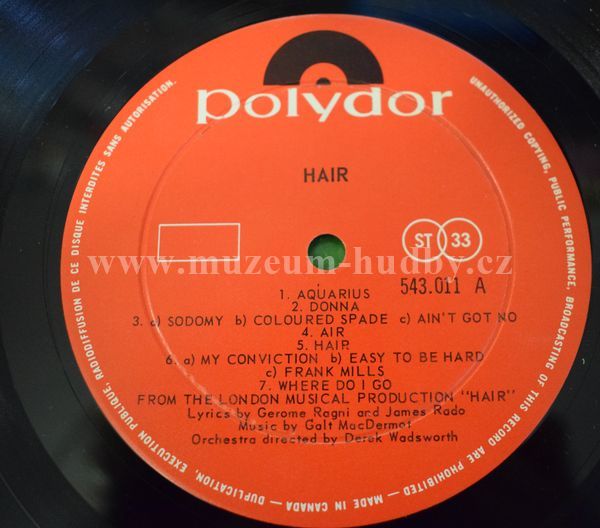 polydor
HAIR
ST 33
543.011 A
1. AQUARIUS
2. DONNA
3. a) SODOMY b) COLOURED SPADE c) AIN'T GOT NO
4. AIR
5. HAIR
6. a) MY CONVICTION b) EASY TO BE HARD
c) FRANK MILLS
7. WHERE DO I GO
FROM THE LONDON MUSICAL PRODUCTION "HAIR"
Lyrics by Gerome Ragni and James Rado
Music by Galt MacDermot
Orchestra directed by Derek Wadsworth
UNAUTHORIZED COPYING, PUBLIC PERFORMANCE, BROADCASTING OF THIS RECORD ARE PROHIBITED — MADE IN CANADA — DUPLICATION, EXECUTION PUBLIQUE, RADIODIFFUSION DE CE DISQUE INTERDITES SANS AUTORISATION.
www.muzeum-hudby.cz